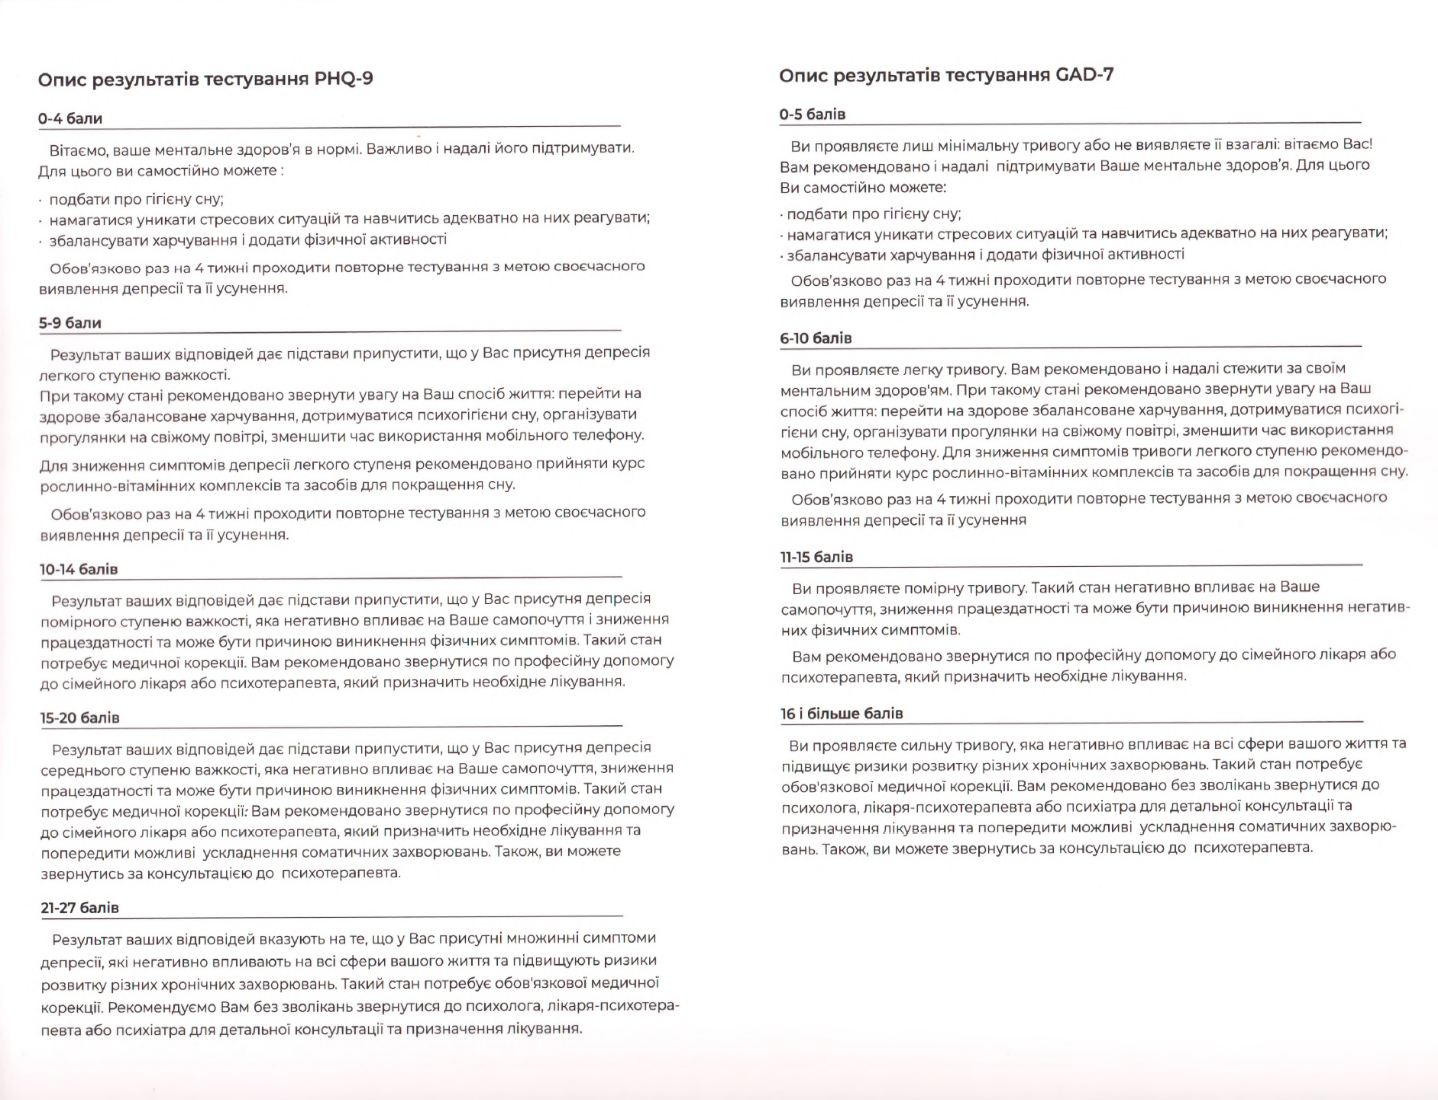 Опис результатів тестування PHQ-9
0-4 бали
Вітаємо, ваше ментальне здоров'я в нормі. Важливо і надалі його підтримувати.
Для цього ви самостійно можете :
· подбати про гігієну сну;
· намагатися уникати стресових ситуацій та навчитись адекватно на них реагувати;
· збалансувати харчування і додати фізичної активності
Обов'язково раз на 4 тижні проходити повторне тестування з метою своєчасного
виявлення депресії та її усунення.
5-9 бали
Результат ваших відповідей дає підстави припустити, що у Вас присутня депресія
легкого ступеню важкості.
При такому стані рекомендовано звернути увагу на Ваш спосіб життя: перейти на
здорове збалансоване харчування, дотримуватися психогігієни сну, організувати
прогулянки на свіжому повітрі, зменшити час використання мобільного телефону.
Для зниження симптомів депресії легкого ступеня рекомендовано прийняти курс
рослинно-вітамінних комплексів та засобів для покращення сну.
Обов'язково раз на 4 тижні проходити повторне тестування з метою своєчасного
виявлення депресії та її усунення.
10-14 балів
Результат ваших відповідей дає підстави припустити, що у Вас присутня депресія
помірного ступеню важкості, яка негативно впливає на Ваше самопочуття і зниження
працездатності та може бути причиною виникнення фізичних симптомів. Такий стан
потребує медичної корекції. Вам рекомендовано звернутися по професійну допомогу
до сімейного лікаря або психотерапевта, який призначить необхідне лікування.
15-20 балів
Результат ваших відповідей дає підстави припустити, що у Вас присутня депресія
середнього ступеню важкості, яка негативно впливає на Ваше самопочуття, зниження
працездатності та може бути причиною виникнення фізичних симптомів. Такий стан
потребує медичної корекції: Вам рекомендовано звернутися по професійну допомогу
до сімейного лікаря або психотерапевта, який призначить необхідне лікування та
попередити можливі ускладнення соматичних захворювань. Також, ви можете
звернутись за консультацією до психотерапевта.
21-27 балів
Результат ваших відповідей вказують на те, що у Вас присутні множинні симптоми
депресії, які негативно впливають на всі сфери вашого життя та підвищують ризики
розвитку різних хронічних захворювань. Такий стан потребує обов'язкової медичної
корекції. Рекомендуємо Вам без зволікань звернутися до психолога, лікаря-психотера-
певта або психіатра для детальної консультації та призначення лікування.
Опис результатів тестування GAD-7
0-5 балів
Ви проявляєте лиш мінімальну тривогу або не виявляєте її взагалі: вітаємо Вас!
Вам рекомендовано і надалі підтримувати Ваше ментальне здоров'я. Для цього
Ви самостійно можете:
· подбати про гігієну сну;
· намагатися уникати стресових ситуацій та навчитись адекватно на них реагувати;
· збалансувати харчування і додати фізичної активності
Обов'язково раз на 4 тижні проходити повторне тестування з метою своєчасного
виявлення депресії та її усунення.
6-10 балів
Ви проявляєте легку тривогу. Вам рекомендовано і надалі стежити за своїм
ментальним здоров'ям. При такому стані рекомендовано звернути увагу на Ваш
спосіб життя: перейти на здорове збалансоване харчування, дотримуватися психогі-
гієни сну, організувати прогулянки на свіжому повітрі, зменшити час використання
мобільного телефону. Для зниження симптомів тривоги легкого ступеню рекомендо-
вано прийняти курс рослинно-вітамінних комплексів та засобів для покращення сну.
Обов'язково раз на 4 тижні проходити повторне тестування з метою своєчасного
виявлення депресії та її усунення
11-15 балів
Ви проявляєте помірну тривогу. Такий стан негативно впливає на Ваше
самопочуття, зниження працездатності та може бути причиною виникнення негатив-
них фізичних симптомів.
Вам рекомендовано звернутися по професійну допомогу до сімейного лікаря або
психотерапевта, який призначить необхідне лікування.
16 і більше балів
Ви проявляєте сильну тривогу, яка негативно впливає на всі сфери вашого життя та
підвищує ризики розвитку різних хронічних захворювань. Такий стан потребує
обов'язкової медичної корекції. Вам рекомендовано без зволікань звернутися до
психолога, лікаря-психотерапевта або психіатра для детальної консультації та
призначення лікування та попередити можливі ускладнення соматичних захворю-
вань. Також, ви можете звернутись за консультацією до психотерапевта.